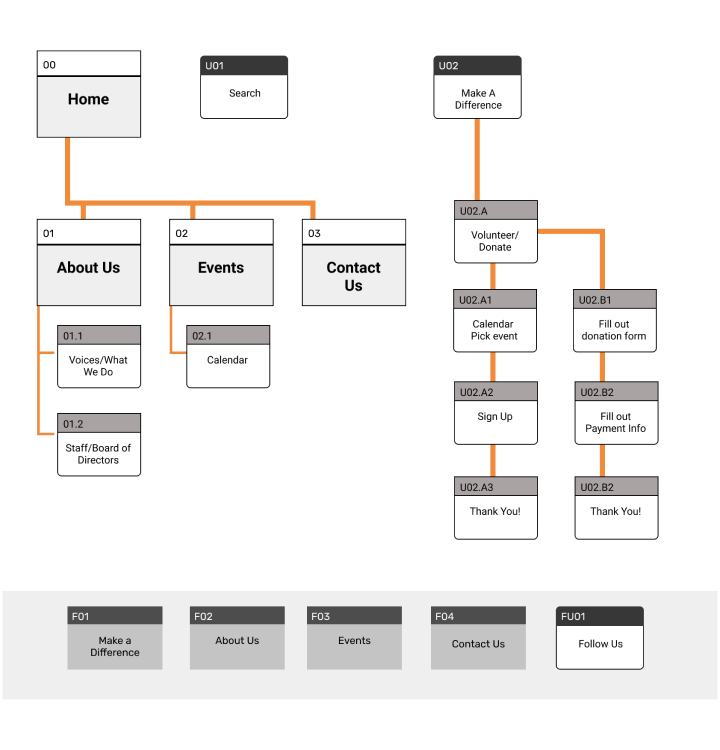 00
Home
U01
Search
U02
Make A
Difference
01
About Us
02
Events
03
Contact
Us
01.1
Voices/What
We Do
01.2
Staff/Board of
Directors
02.1
Calendar
U02.A
Volunteer/
Donate
U02.A1
Calendar
Pick event
U02.B1
Fill out
donation form
U02.A2
Sign Up
U02.B2
Fill out
Payment Info
U02.A3
Thank You!
U02.B2
Thank You!
F01
Make a
Difference
F02
About Us
F03
Events
F04
Contact Us
FU01
Follow Us